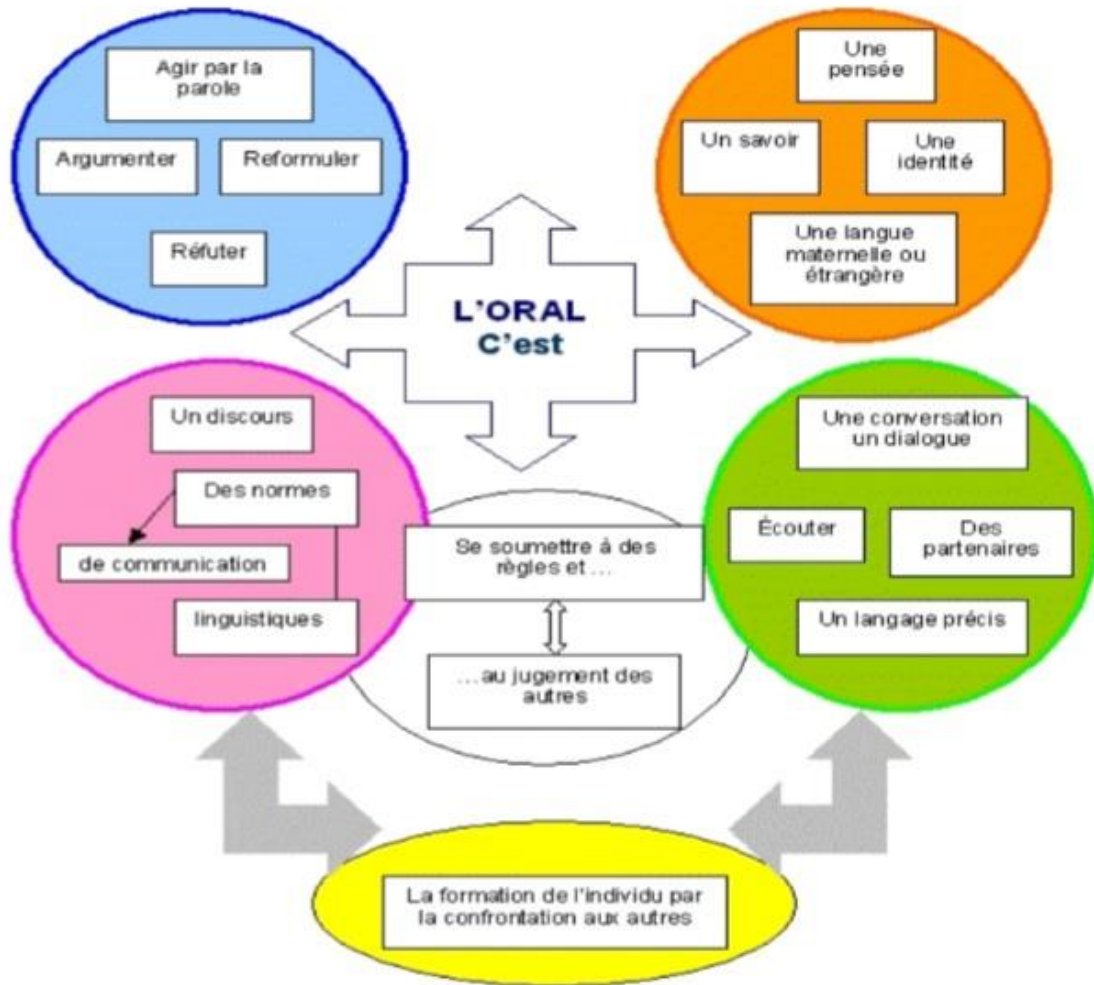 Agir par la
parole
Argumenter
Reformuler
Réfuter
Une
pensée
Un savoir
Une
identité
Une langue
maternelle ou
étrangère
L'ORAL
C'est
Un discours
Des normes
de communication
linguistiques
Se soumettre à des
règles et ...
...au jugement des
autres
Une conversation
un dialogue
Écouter
Des
partenaires
Un langage précis
La formation de l'individu par
la confrontation aux autres